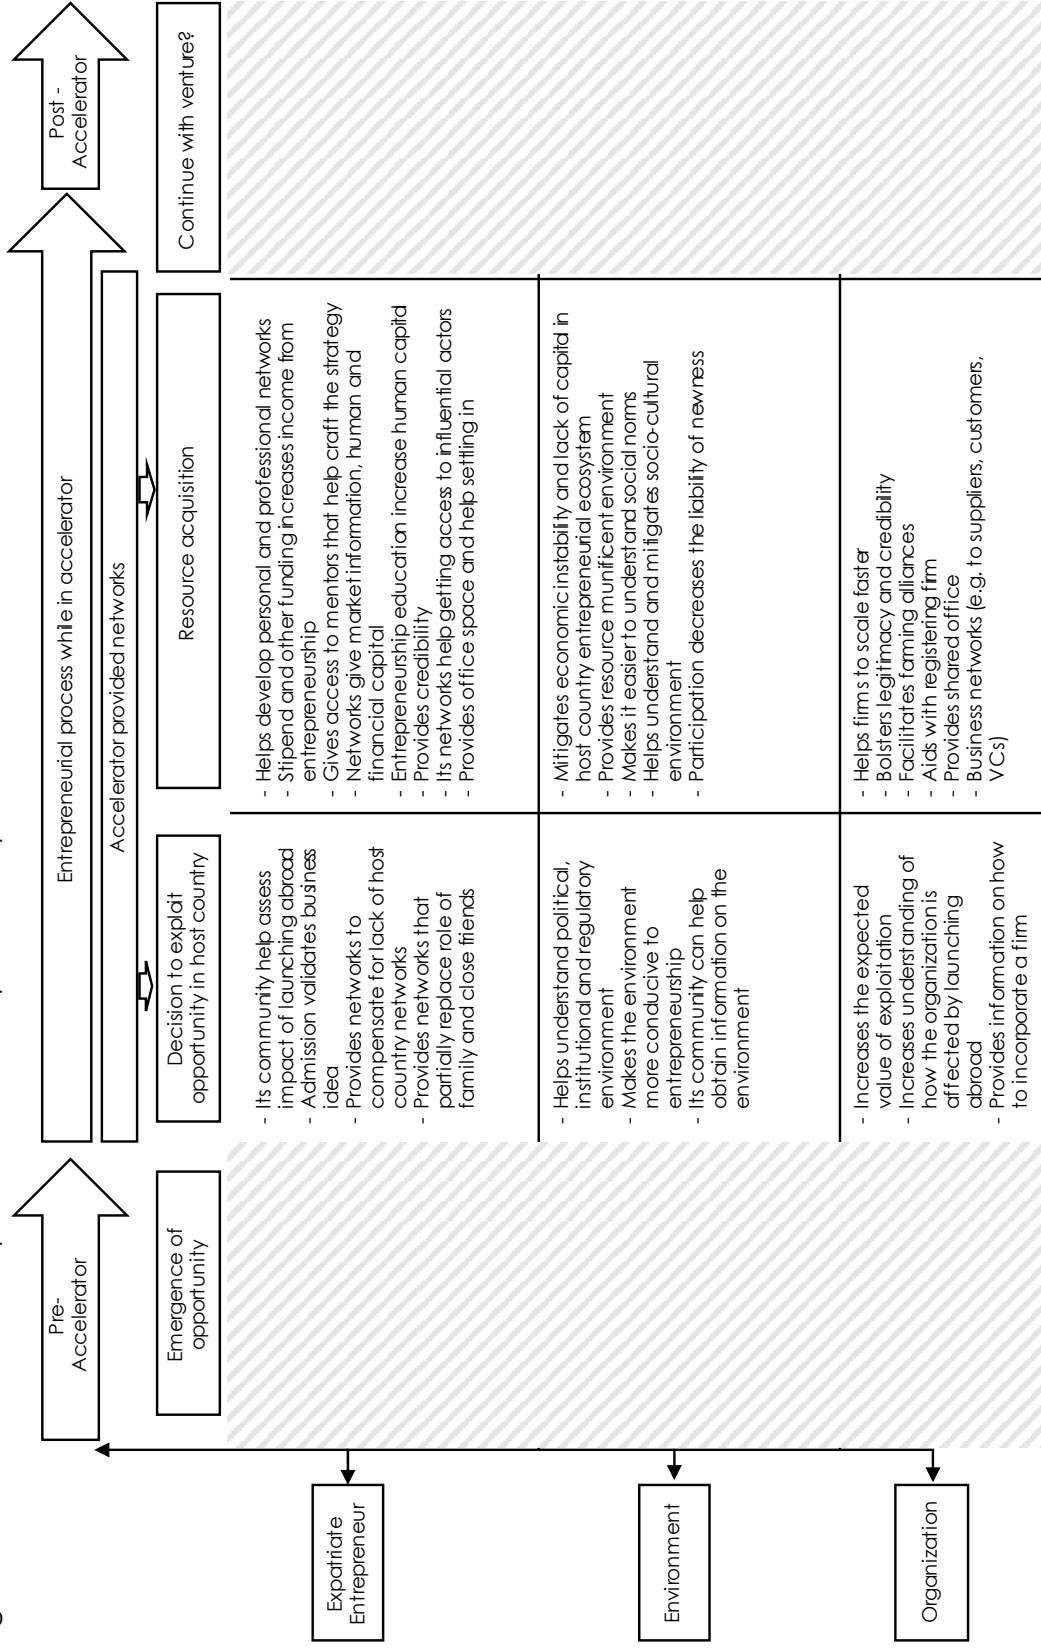 Pre-
Accelerator
Entrepreneurial process while in accelerator
Post -
Accelerator
Accelerator provided networks
Emergence of
opportunity
Decision to exploit
opportunity in host country
Resource acquisition
Continue with venture?
Expatriate
Entrepreneur
- Its community help assess
impact of launching abroad
- Admission validates business
idea
- Provides networks to
compensate for lack of host
country networks
- Provides networks that
partially replace role of
family and close friends
- Helps develop personal and professional networks
- Stipend and other funding increases income from
entrepreneurship
- Gives access to mentors that help craft the strategy
- Networks give market information, human and
financial capital
- Entrepreneurship education increase human capital
- Provides credibility
- Its networks help getting access to influential actors
- Provides office space and help settling in
Environment
- Helps understand political,
institutional and regulatory
environment
- Makes the environment
more conducive to
entrepreneurship
- Its community can help
obtain information on the
environment
- Mitigates economic instability and lack of capital in
host country entrepreneurial ecosystem
- Provides resource munificent environment
- Makes it easier to understand social norms
- Helps understand and mitigates socio-cultural
environment
- Participation decreases the liability of newness
Organization
- Increases the expected
value of exploitation
- Increases understanding of
how the organization is
affected by launching
abroad
- Provides information on how
to incorporate a firm
- Helps firms to scale faster
- Bolsters legitimacy and credibility
- Facilitates forming alliances
- Aids with registering firm
- Provides shared office
- Business networks (e.g. to suppliers, customers,
VCs)